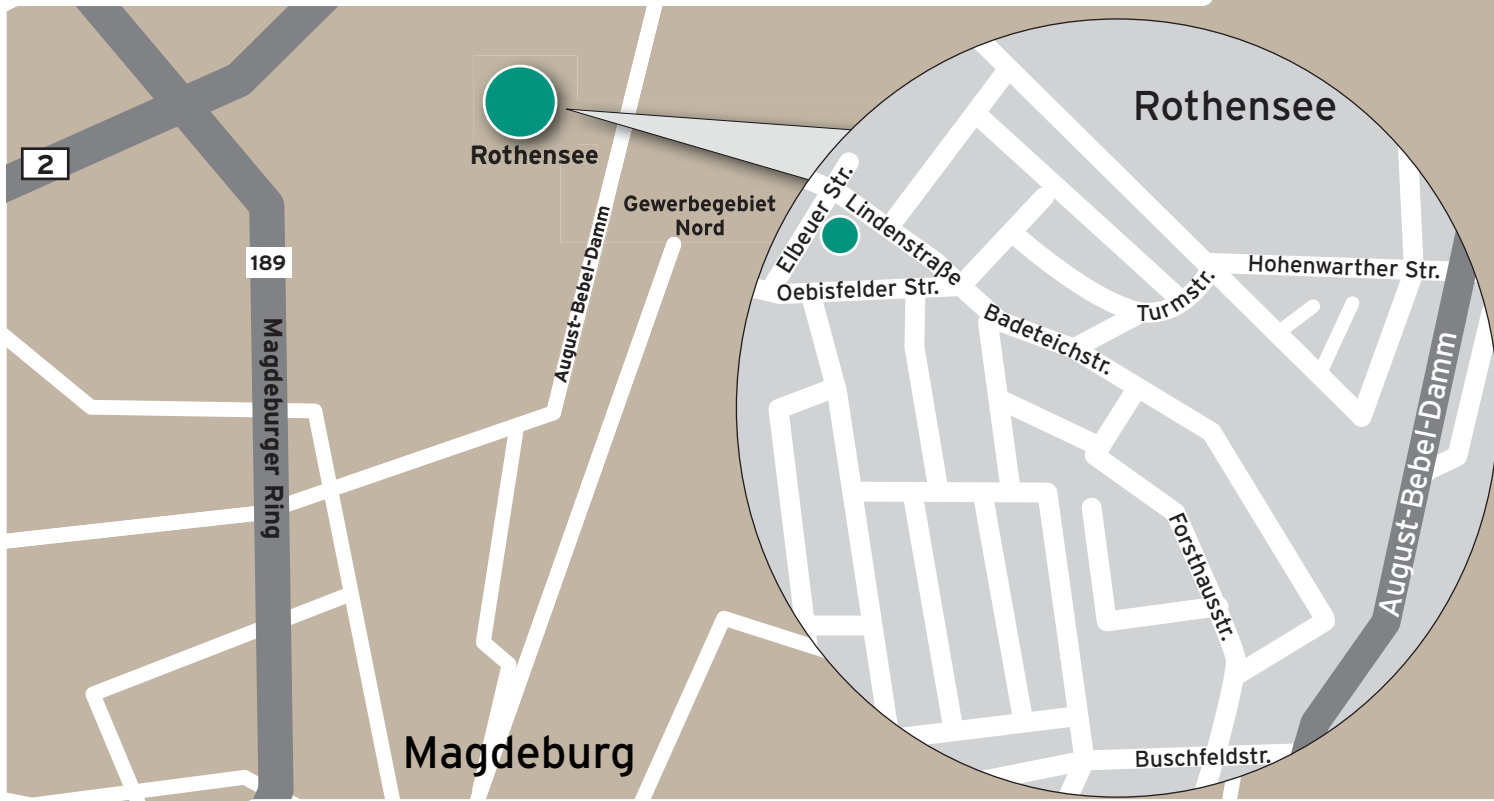 Rothensee
2
Rothensee
Gewerbegebiet
Nord
189
August-Bebel-Damm
Magdeburger Ring
Magdeburg
Elbeuer Str.
Lindenstraße
Oebisfelder Str.
Badeteichstr.
Turmstr.
Hohenwarther Str.
August-Bebel-Damm
Forsthausstr.
Buschfeldstr.